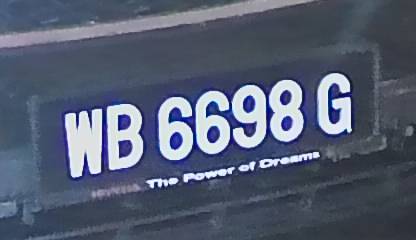 WB 6698 G
The Power of Dreams